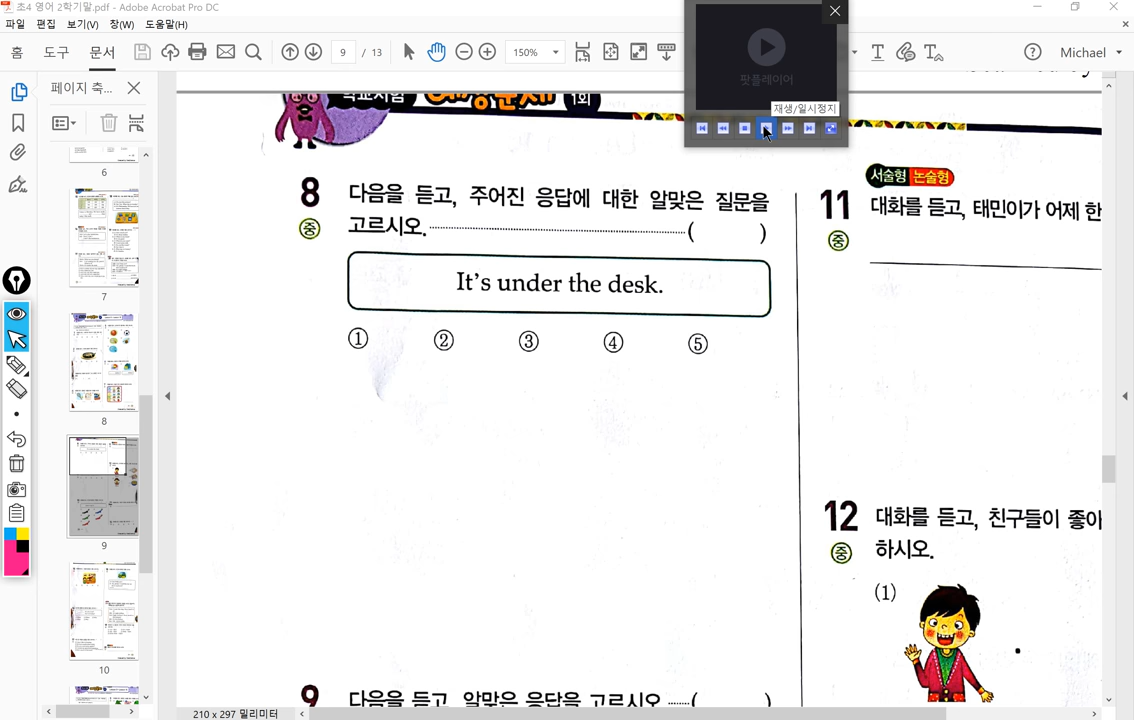 초4 영어 2학기말.pdf - Adobe Acrobat Pro DC
파일 편집 보기(V) 창(W) 도움말(H)
홈 도구 문서
9 / 13
150%
Michael
페이지 축...
팟플레이어
재생/일시정지
6
7
8
9
10
예상문제 1회
8 다음을 듣고, 주어진 응답에 대한 알맞은 질문을
중 고르시오. ( )
It's under the desk.
① ② ③ ④ ⑤
9 다음을 듣고, 알맞은 응답을 고르시오. ( )
서술형 논술형
11 대화를 듣고, 태민이가 어제 한
중
12 대화를 듣고, 친구들이 좋아
중 하시오.
(1)
210 x 297 밀리미터